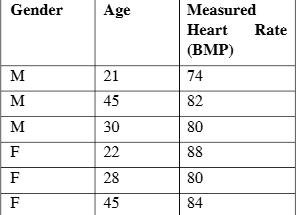 Gender Age Measured
Heart Rate
(BMP)
M 21 74
M 45 82
M 30 80
F 22 88
F 28 80
F 45 84